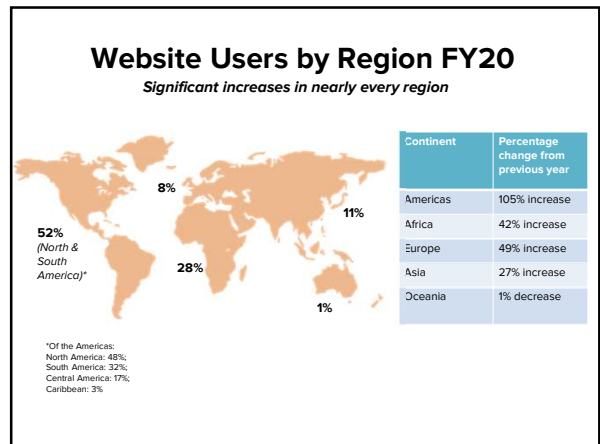 Website Users by Region FY20
Significant increases in nearly every region
8%
11%
52%
(North &
South
America)*
28%
1%
Continent
Percentage
change from
previous year
Americas
105% increase
Africa
42% increase
Europe
49% increase
Asia
27% increase
Oceania
1% decrease
*Of the Americas:
North America: 48%;
South America: 32%;
Central America: 17%;
Caribbean: 3%